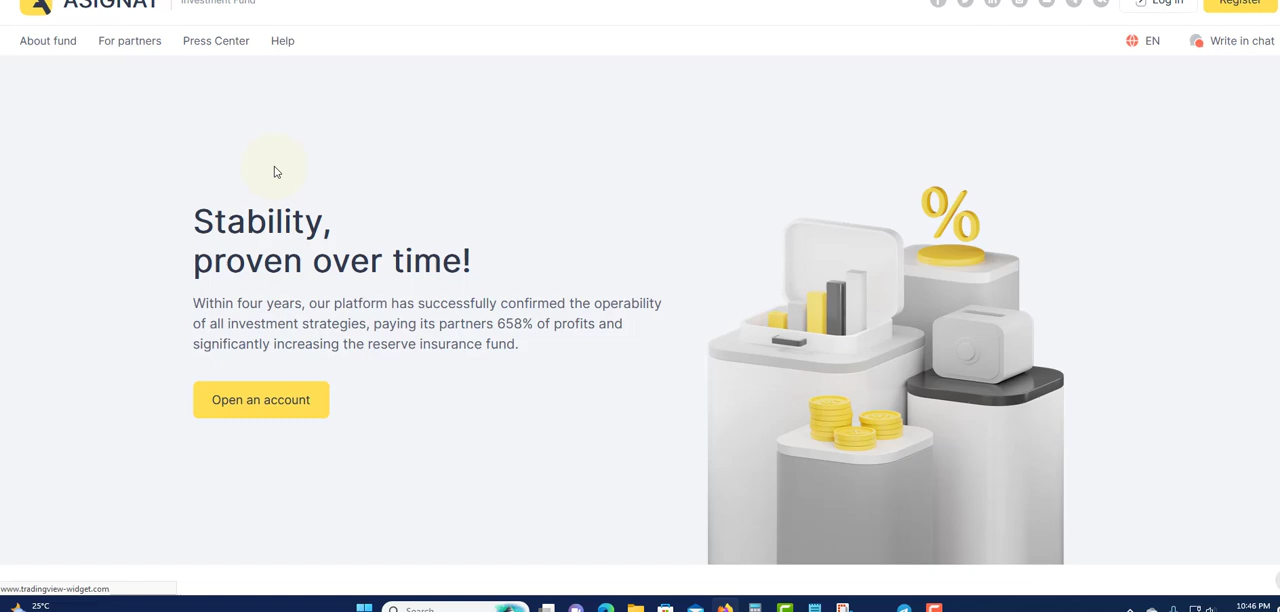 ASIGNAT
Investment Fund
Log in
Register
About fund
For partners
Press Center
Help
EN
Write in chat
Stability,
proven over time!
Within four years, our platform has successfully confirmed the operability
of all investment strategies, paying its partners 658% of profits and
significantly increasing the reserve insurance fund.
Open an account
%
www.tradingview-widget.com
25°C
Search
10:46 PM